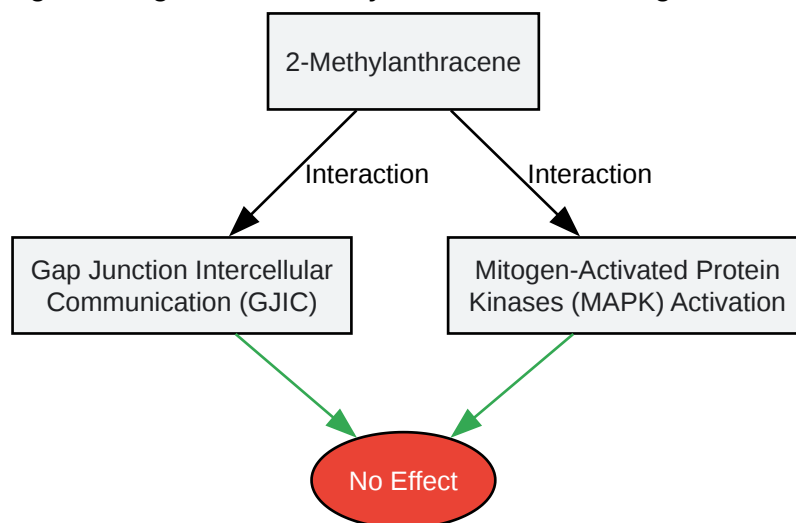 2-Methylanthracene
Interaction Interaction
Gap Junction Intercellular
Communication (GJIC)
Mitogen-Activated Protein
Kinases (MAPK) Activation
No Effect